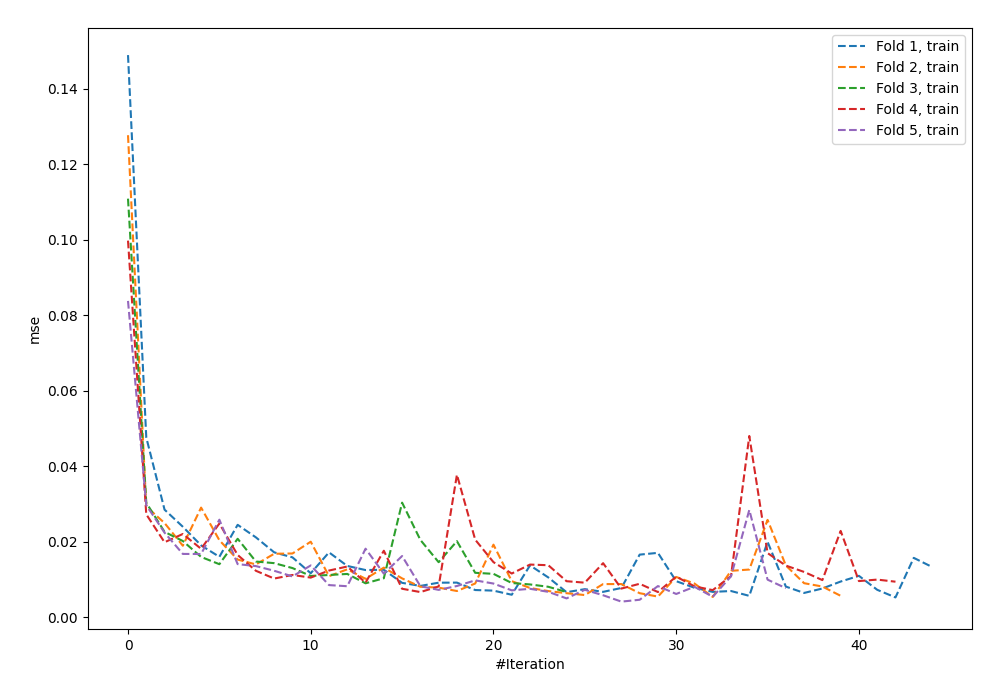 Fold 1, train
Fold 2, train
Fold 3, train
Fold 4, train
Fold 5, train
0.14
0.12
0.10
0.08
0.06
0.04
0.02
0.00
mse
0 10 20 30 40
#Iteration